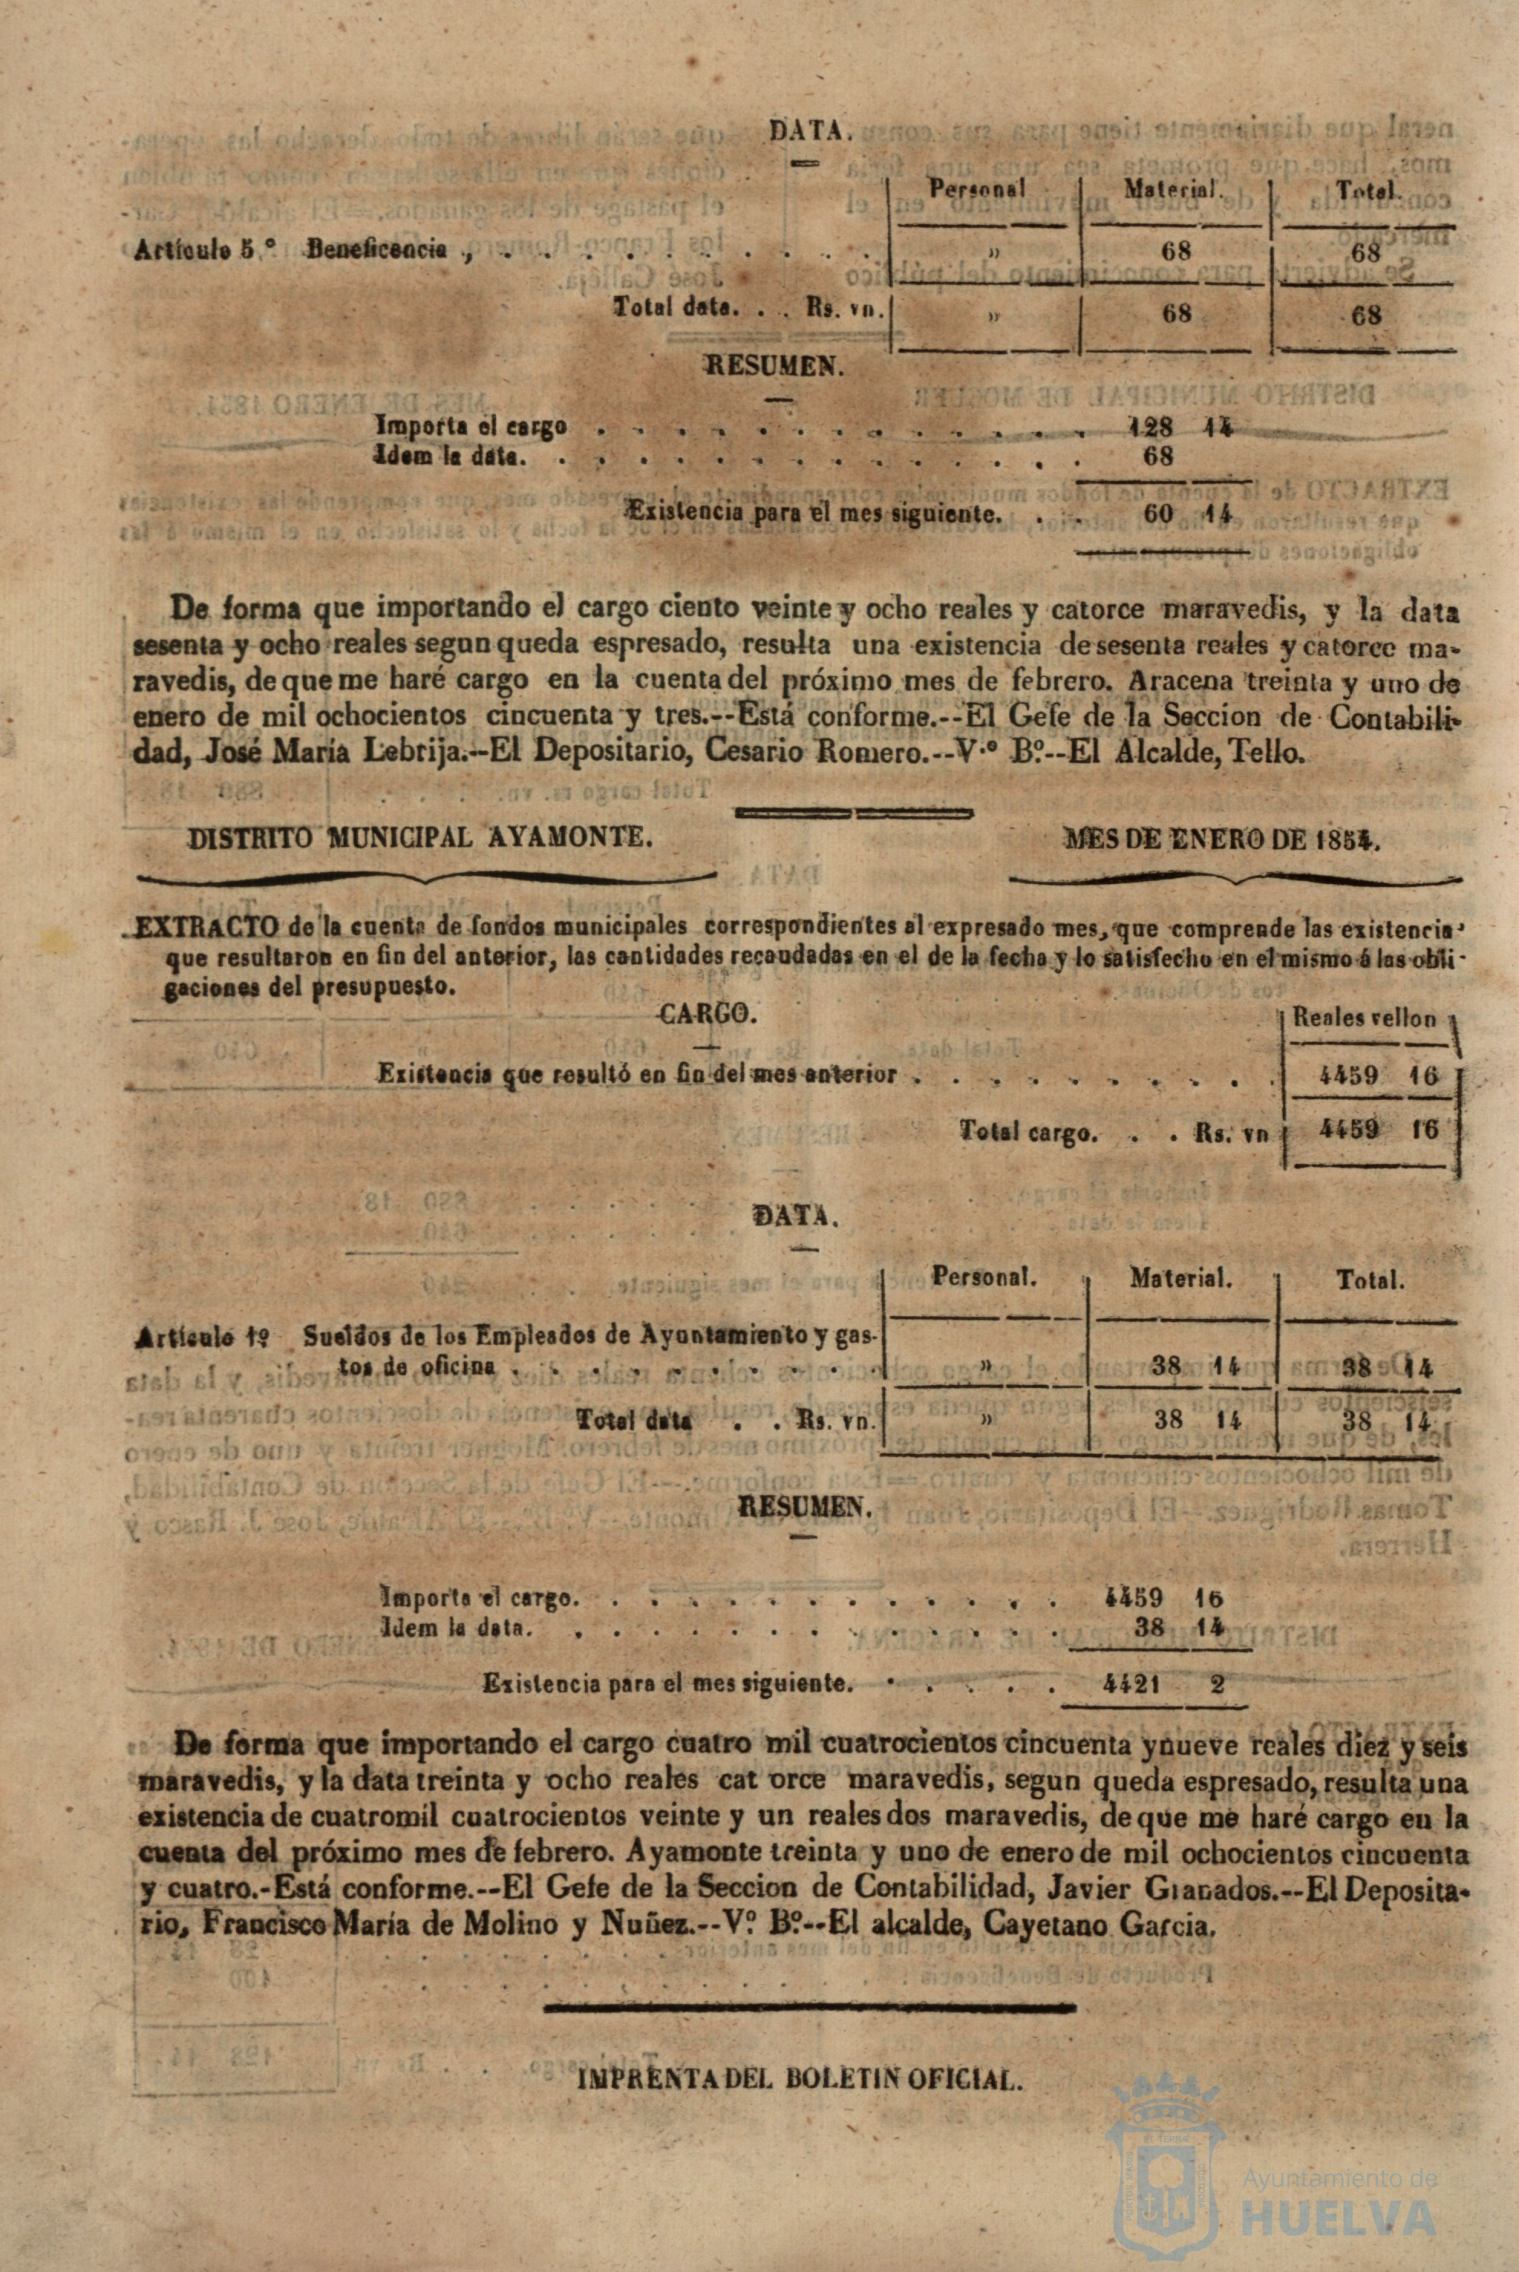 DATA.
Personal Material. Total.
Artículo 5.° Beneficencia , . . . . . . . . . . » 68 68
Total data. . . Rs. vn. » 68 68
RESUMEN.
Importa el cargo . . . . . . . . . . . . . 128 14
Idem la data. . . . . . . . . . . . . . . 68
Existencia para el mes siguiente. . . 60 14
De forma que importando el cargo ciento veinte y ocho reales y catorce maravedis, y la data
sesenta y ocho reales segun queda espresado, resulta una existencia de sesenta reales y catorce ma-
ravedis, de que me haré cargo en la cuenta del próximo mes de febrero. Aracena treinta y uno de
enero de mil ochocientos cincuenta y tres.--Está conforme.--El Gefe de la Seccion de Contabili-
dad, José María Lebrija.--El Depositario, Cesario Romero.--V.° B.°--El Alcalde, Tello.
DISTRITO MUNICIPAL AYAMONTE. MES DE ENERO DE 1854.
EXTRACTO de la cuenta de fondos municipales correspondientes al expresado mes, que comprende las existencia'
que resultaron en fin del anterior, las cantidades recaudadas en el de la fecha y lo satisfecho en el mismo á las obli-
gaciones del presupuesto.
CARGO.
Reales vellon
Existencia que resultó en fin del mes anterior . . . . . . . . . . 4459 16
Total cargo. . . Rs. vn 4459 16
DATA.
Personal. Material. Total.
Artículo 1.° Sueldos de los Empleados de Ayuntamiento y gas-
tos de oficina . . . . . . . . . . » 38 14 38 14
Total data . . Rs. vn. » 38 14 38 14
RESUMEN.
Importa el cargo. . . . . . . . . . . . . 4459 16
Idem la data. . . . . . . . . . . . . . 38 14
Existencia para el mes siguiente. . . . . . 4421 2
De forma que importando el cargo cuatro mil cuatrocientos cincuenta y nueve reales diez y seis
maravedis, y la data treinta y ocho reales cat orce maravedis, segun queda espresado, resulta una
existencia de cuatromil cuatrocientos veinte y un reales dos maravedis, de que me haré cargo en la
cuenta del próximo mes de febrero. Ayamonte treinta y uno de enero de mil ochocientos cincuenta
y cuatro.-Está conforme.--El Gefe de la Seccion de Contabilidad, Javier Granados.--El Deposita-
rio, Francisco María de Molino y Nuñez.--V.° B.°--El alcalde, Cayetano García.
IMPRENTA DEL BOLETIN OFICIAL.
Ayuntamiento de
HUELVA